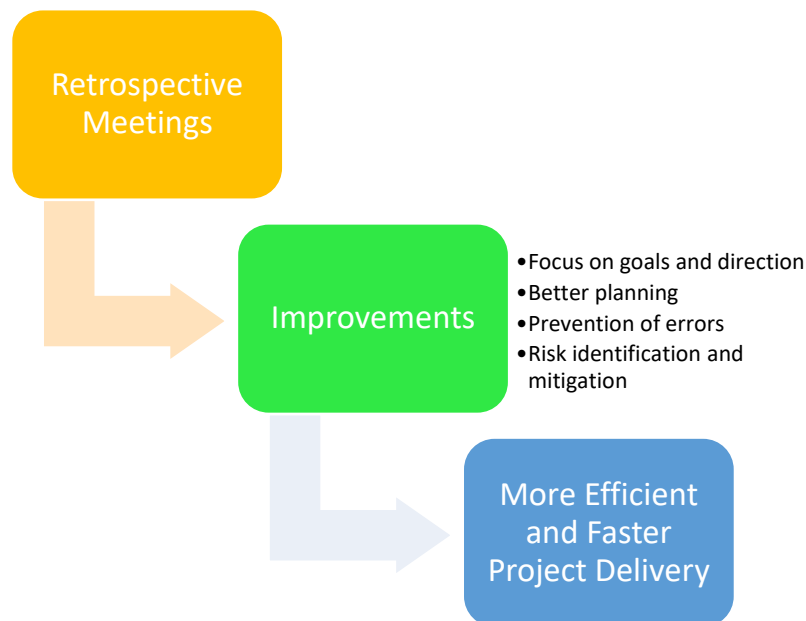 Retrospective
Meetings
Improvements
•Focus on goals and direction
•Better planning
•Prevention of errors
•Risk identification and
mitigation
More Efficient
and Faster
Project Delivery